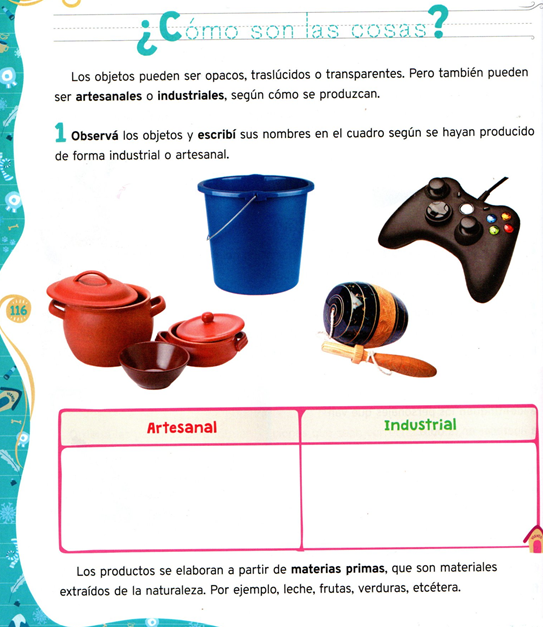 ¿Cómo son las cosas?
Los objetos pueden ser opacos, traslúcidos o transparentes. Pero también pueden
ser artesanales o industriales, según cómo se produzcan.
1 Observá los objetos y escribí sus nombres en el cuadro según se hayan producido
de forma industrial o artesanal.
116
Artesanal Industrial
Los productos se elaboran a partir de materias primas, que son materiales
extraídos de la naturaleza. Por ejemplo, leche, frutas, verduras, etcétera.